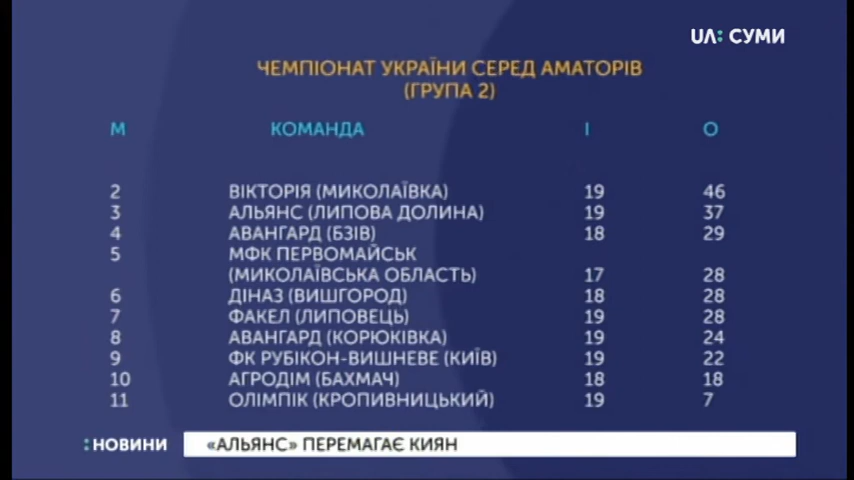 UA: СУМИ
ЧЕМПІОНАТ УКРАЇНИ СЕРЕД АМАТОРІВ
(ГРУПА 2)
М КОМАНДА І О
2 ВІКТОРІЯ (МИКОЛАЇВКА) 19 46
3 АЛЬЯНС (ЛИПОВА ДОЛИНА) 19 37
4 АВАНГАРД (БЗІВ) 18 29
5 МФК ПЕРВОМАЙСЬК
(МИКОЛАЇВСЬКА ОБЛАСТЬ) 17 28
6 ДІНАЗ (ВИШГОРОД) 18 28
7 ФАКЕЛ (ЛИПОВЕЦЬ) 19 28
8 АВАНГАРД (КОРЮКІВКА) 19 24
9 ФК РУБІКОН-ВИШНЕВЕ (КИЇВ) 19 22
10 АГРОДІМ (БАХМАЧ) 18 18
11 ОЛІМПІК (КРОПИВНИЦЬКИЙ) 19 7
:НОВИНИ «АЛЬЯНС» ПЕРЕМАГАЄ КИЯН